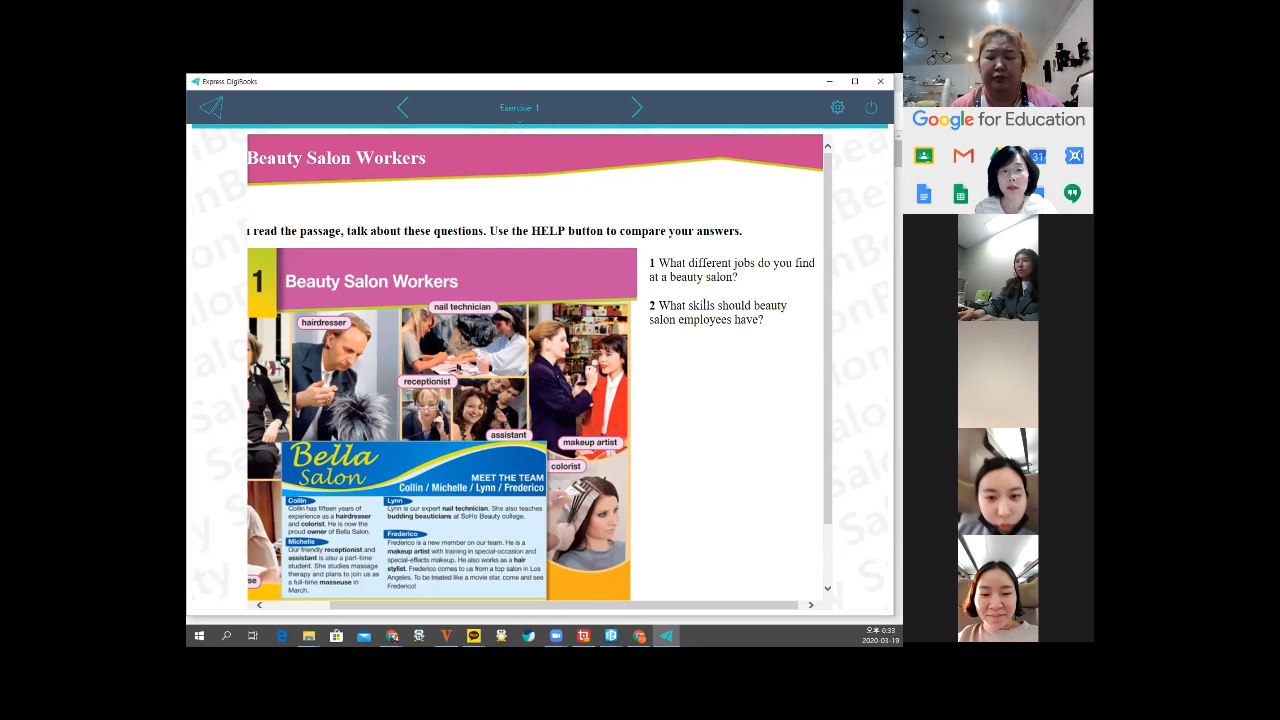 Express DigiBooks
Exercise 1
Google for Education
31
Beauty Salon Workers
read the passage, talk about these questions. Use the HELP button to compare your answers.
1
Beauty Salon Workers
1 What different jobs do you find
at a beauty salon?
2 What skills should beauty
salon employees have?
nail technician
hairdresser
receptionist
assistant
makeup artist
colorist
Bella
Salon
MEET THE TEAM
Collin / Michelle / Lynn / Frederico
Collin
Collin has fifteen years of
experience as a hairdresser
and colorist. He is now the
proud owner of Bella Salon.
Michelle
Our friendly receptionist and
assistant is also a part-time
student. She studies massage
therapy and plans to join us as
a full-time masseuse in
March.
Lynn
Lynn is our expert nail technician. She also teaches
budding beauticians at SoHo Beauty college.
Frederico
Frederico is a new member on our team. He is a
makeup artist with training in special-occasion and
special-effects makeup. He also works as a hair
stylist. Frederico comes to us from a top salon in Los
Angeles. To be treated like a movie star, come and see
Frederico!
se
오후 6:33
2020-03-19